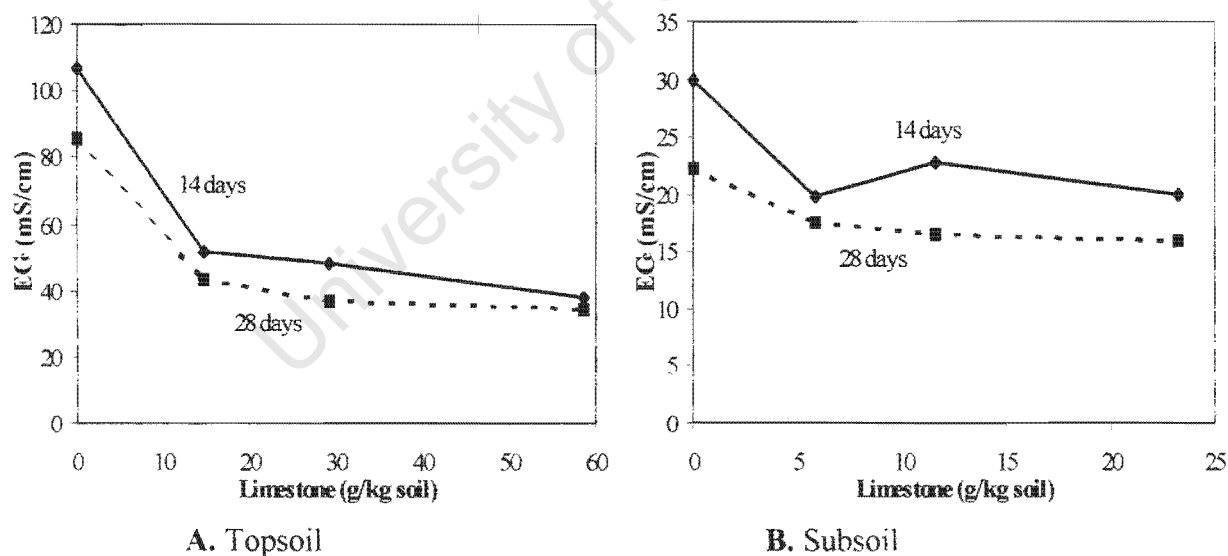 University of
120
100
80
60
40
20
0
EC (mS/cm)
14 days
28 days
0 10 20 30 40 50 60
Limestone (g/kg soil)
A. Topsoil
35
30
25
20
15
10
5
0
EC (mS/cm)
14 days
28 days
0 5 10 15 20 25
Limestone (g/kg soil)
B. Subsoil